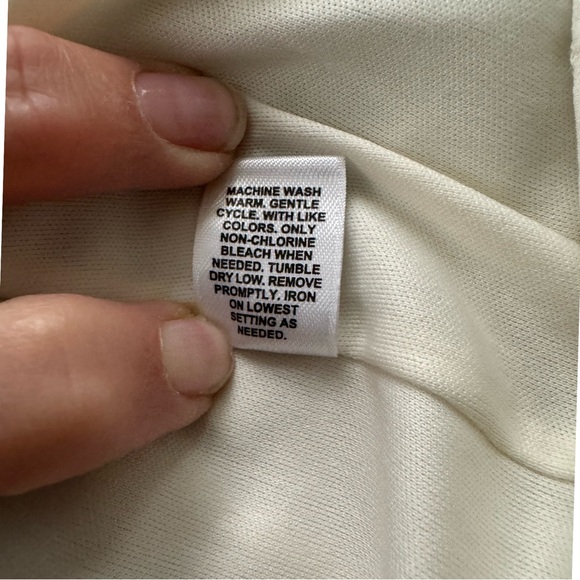 MACHINE WASH
WARM. GENTLE
CYCLE. WITH LIKE
COLORS. ONLY
NON-CHLORINE
BLEACH WHEN
NEEDED. TUMBLE
DRY LOW. REMOVE
PROMPTLY. IRON
ON LOWEST
SETTING AS
NEEDED.